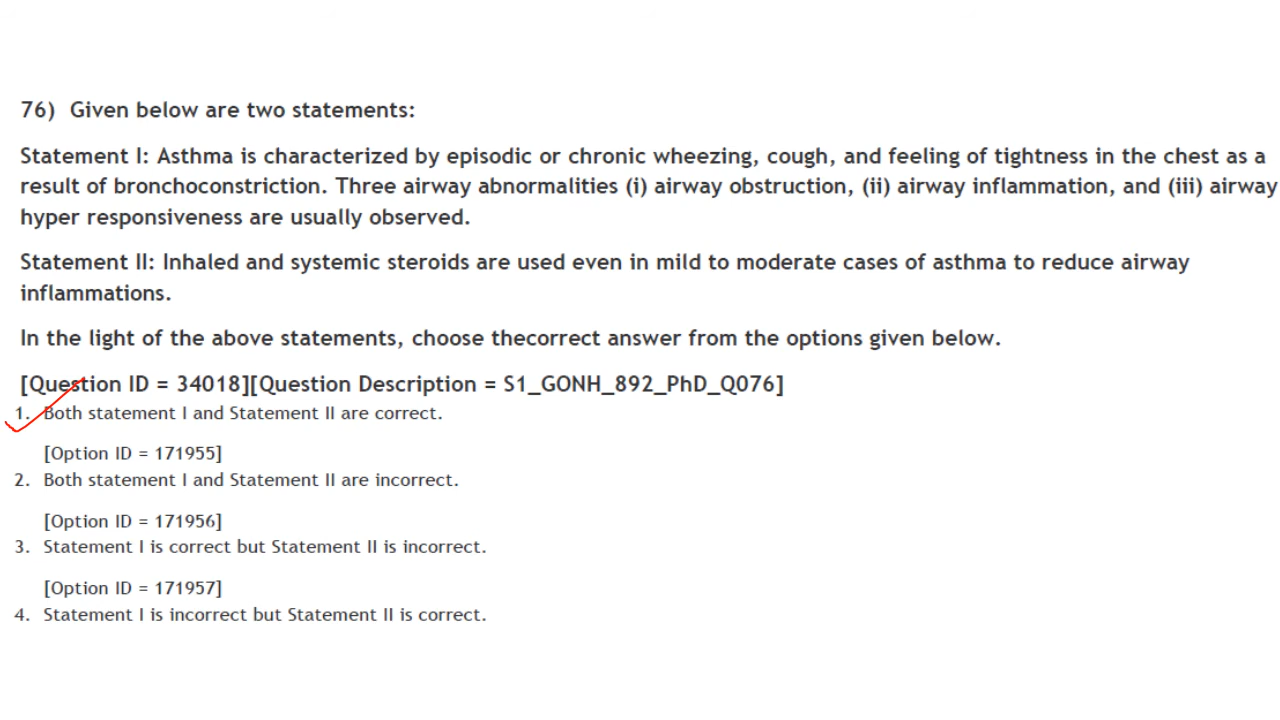 76) Given below are two statements:
Statement I: Asthma is characterized by episodic or chronic wheezing, cough, and feeling of tightness in the chest as a
result of bronchoconstriction. Three airway abnormalities (i) airway obstruction, (ii) airway inflammation, and (iii) airway
hyper responsiveness are usually observed.
Statement II: Inhaled and systemic steroids are used even in mild to moderate cases of asthma to reduce airway
inflammations.
In the light of the above statements, choose thecorrect answer from the options given below.
[Question ID = 34018][Question Description = S1_GONH_892_PhD_Q076]
1. Both statement I and Statement II are correct.
[Option ID = 171955]
2. Both statement I and Statement II are incorrect.
[Option ID = 171956]
3. Statement I is correct but Statement II is incorrect.
[Option ID = 171957]
4. Statement I is incorrect but Statement II is correct.